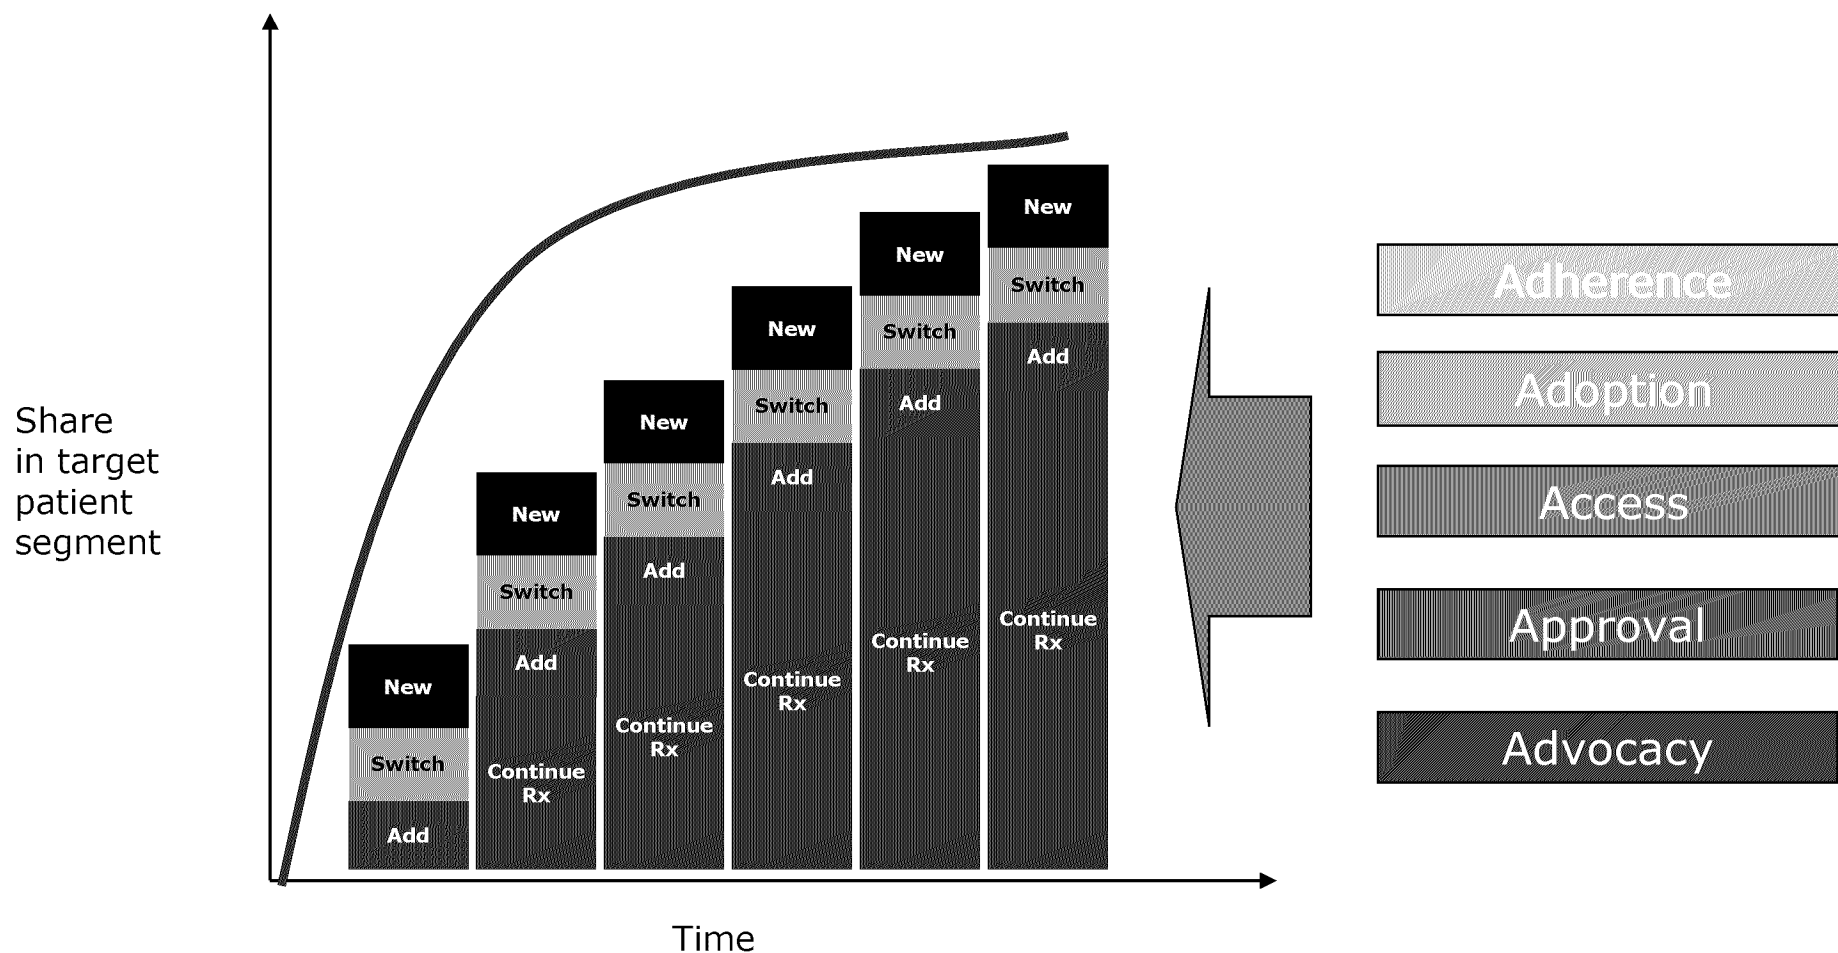 Share
in target
patient
segment
New
Switch
Add
New
Switch
Add
Continue
Rx
New
Switch
Add
Continue
Rx
New
Switch
Add
Continue
Rx
New
Switch
Add
Continue
Rx
New
Switch
Add
Continue
Rx
Time
Adherence
Adoption
Access
Approval
Advocacy